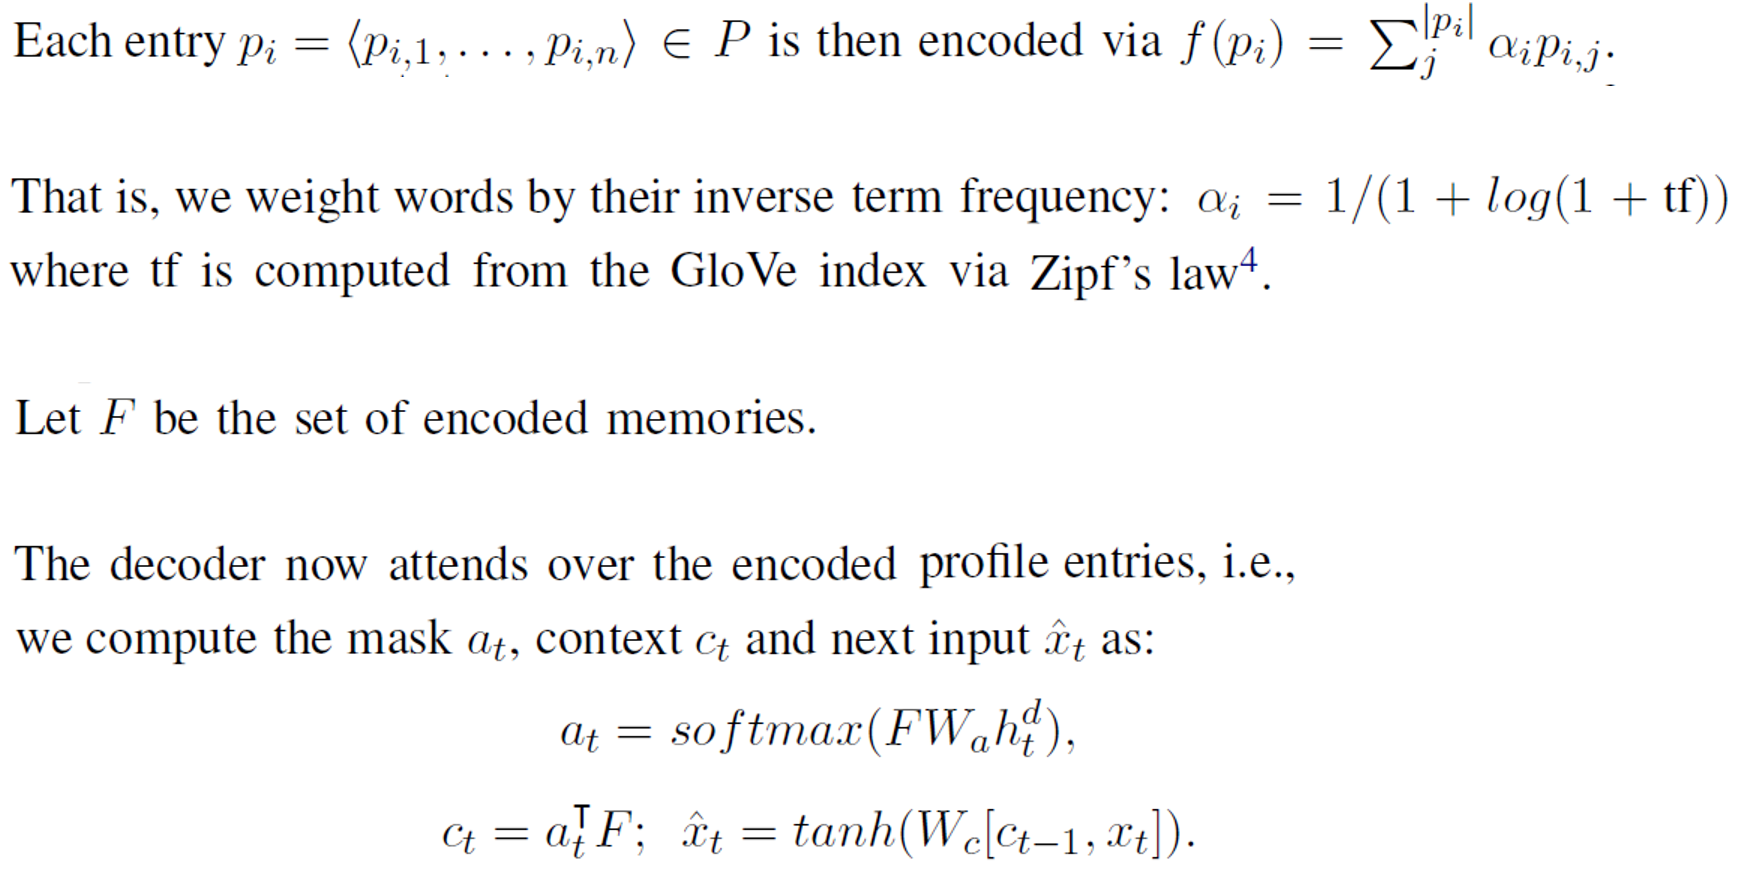 Each entry $p_i = \langle p_{i,1}, \ldots, p_{i,n} \rangle \in P$ is then encoded via $f(p_i) = \sum_j^{|p_i|} \alpha_i p_{i,j}$.
That is, we weight words by their inverse term frequency: $\alpha_i = 1/(1 + log(1 + \text{tf}))$
where tf is computed from the GloVe index via Zipf's law$^4$.
Let $F$ be the set of encoded memories.
The decoder now attends over the encoded profile entries, i.e.,
we compute the mask $a_t$, context $c_t$ and next input $\hat{x}_t$ as:
$a_t = softmax(FW_a h_t^d),$
$c_t = a_t^\intercal F; \; \hat{x}_t = tanh(W_c[c_{t-1}, x_t]).$